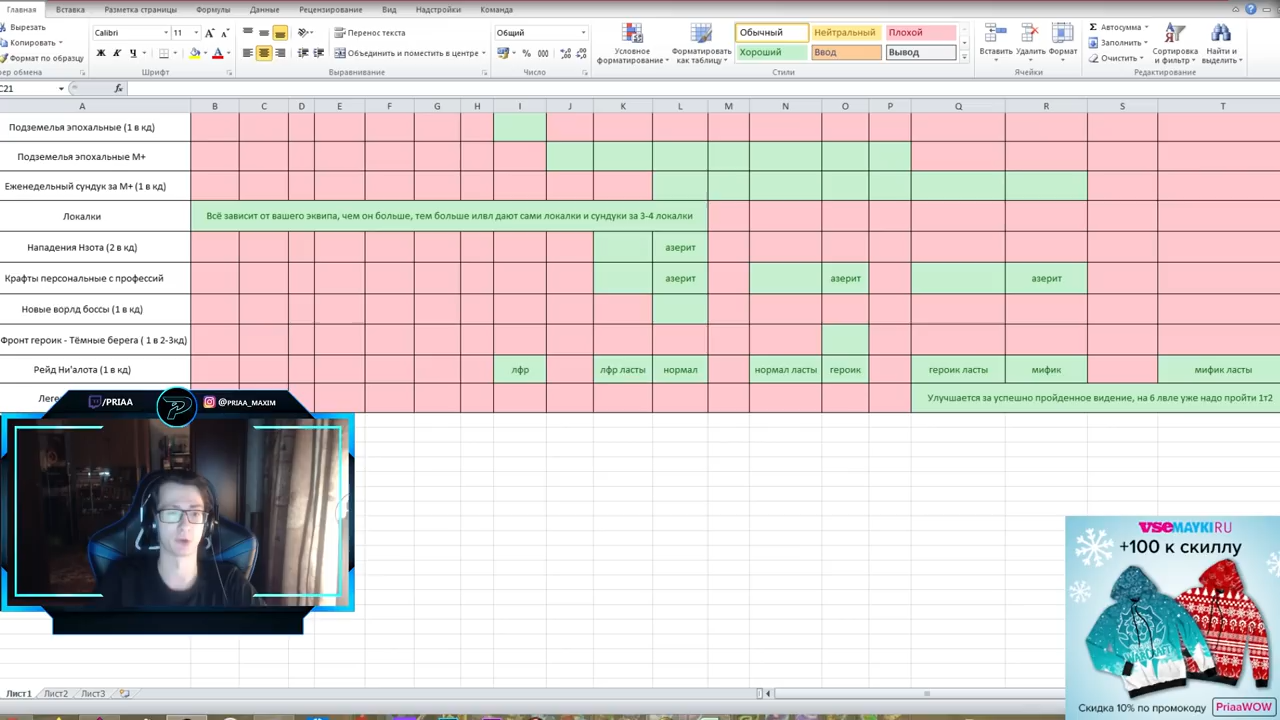 Главная Вставка Разметка страницы Формулы Данные Рецензирование Вид Надстройки Команда
Вырезать Calibri 11 Перенос текста Общий Условное форматирование Форматировать как таблицу Обычный Нейтральный Плохой Вставить Удалить Формат Автосумма Сортировка и фильтр Найти и выделить
Копировать Ж К Ч Объединить и поместить в центре % 000 Хороший Ввод Вывод Заполнить
Формат по образцу Очистить
Шрифт Выравнивание Число Стили Ячейки Редактирование
C21 fx
A B C D E F G H I J K L M N O P Q R S T
Подземелья эпохальные (1 в кд)
Подземелья эпохальные М+
Еженедельный сундук за М+ (1 в кд)
Локалки Всё зависит от вашего эквипа, чем он больше, тем больше илвл дают сами локалки и сундуки за 3-4 локалки
Нападения Нзота (2 в кд) азерит
Крафты персональные с профессий азерит азерит азерит
Новые ворлд боссы (1 в кд)
Фронт героик - Тёмные берега ( 1 в 2-3кд)
Рейд Ни'алота (1 в кд) лфр лфр ласты нормал нормал ласты героик героик ласты мифик мифик ласты
Улучшается за успешно пройденное видение, на 6 лвле уже надо пройти 1т2
/PRIAA @PRIAA_MAXIM
VSEMAYKI.RU
+100 к скиллу
WARCRAFT
Скидка 10% по промокоду PriaaWOW
Лист1 Лист2 Лист3